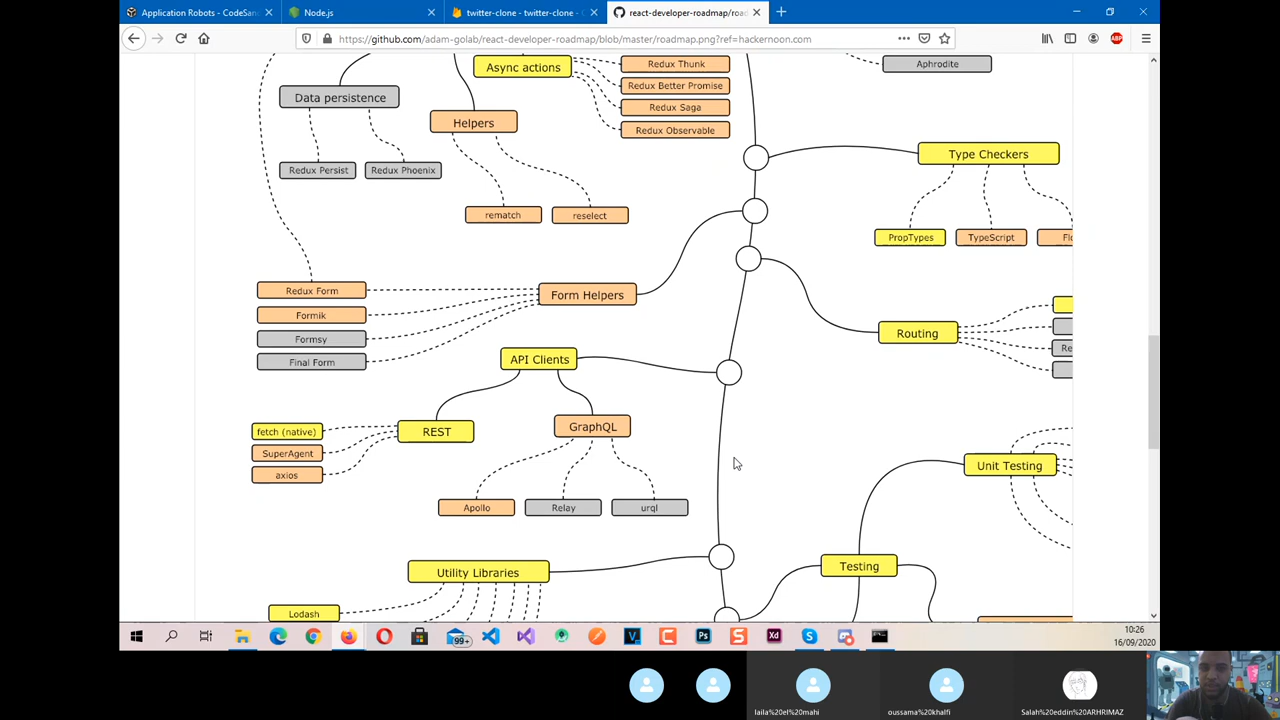 Application Robots - CodeSan
Node.js
twitter-clone - twitter-clone -
react-developer-roadmap/roa
https://github.com/adam-golab/react-developer-roadmap/blob/master/roadmap.png?ref=hackernoon.com
ABP
Async actions
Redux Thunk
Redux Better Promise
Redux Saga
Redux Observable
Aphrodite
Data persistence
Helpers
Redux Persist
Redux Phoenix
rematch
reselect
Type Checkers
PropTypes
TypeScript
Redux Form
Formik
Formsy
Final Form
Form Helpers
Routing
Re
API Clients
REST
GraphQL
fetch (native)
SuperAgent
axios
Apollo
Relay
urql
Unit Testing
Utility Libraries
Testing
Lodash
99+
10:26
16/09/2020
laila%20el%20mahi
oussama%20khalfi
Salah%20eddin%20ARHRIMAZ